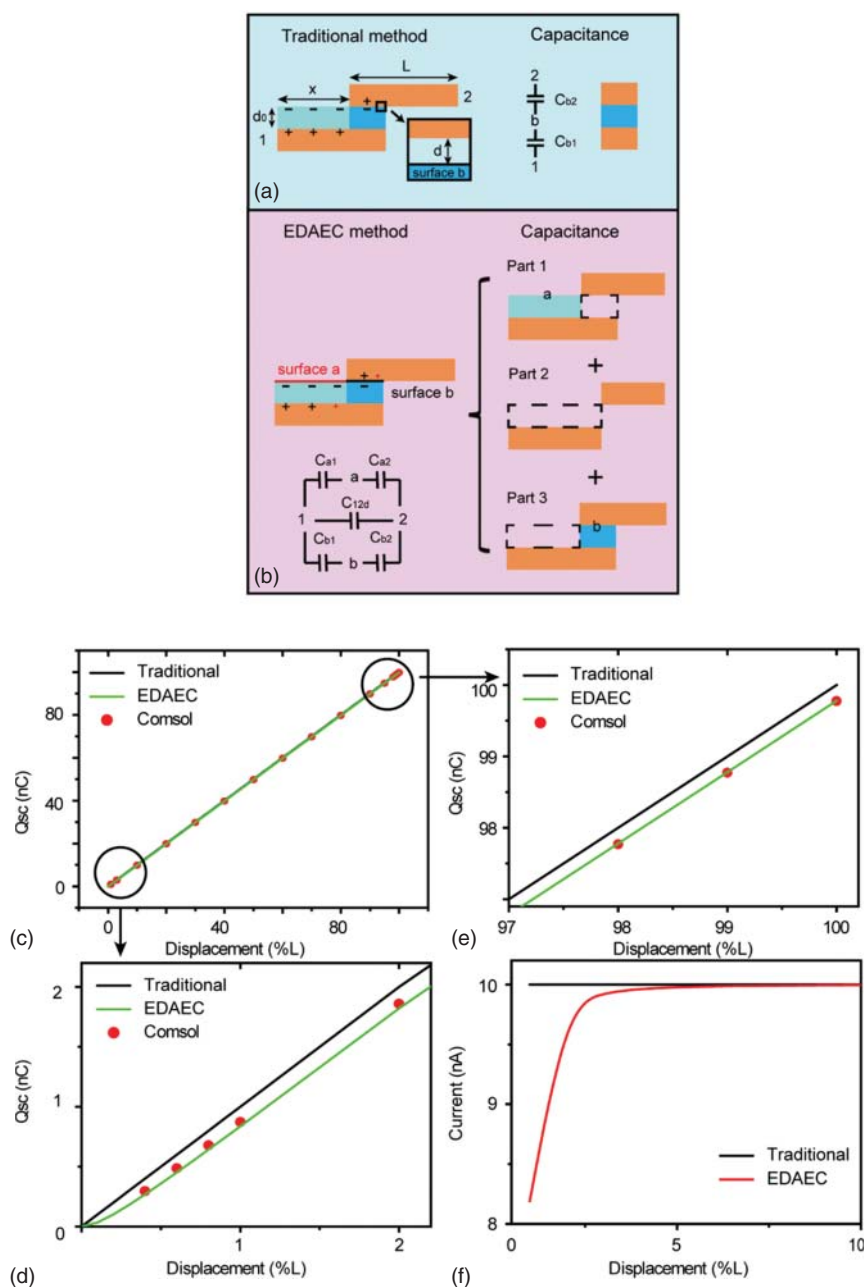 Traditional method
Capacitance
L
x
+
2
- - - -
d0
1
+ + +
d
surface b
2
Cb2
b
Cb1
1
(a)
EDAEC method
Capacitance
Part 1
a
+
Part 2
surface a
+ -
- - - -
surface b
+ + +
+
Ca1 Ca2
a
C12d
1 2
Cb1 Cb2
b
Part 3
b
(b)
Traditional
EDAEC
Comsol
Qsc (nC)
80
40
0
0 40 80
Displacement (%L)
(c)
Traditional
EDAEC
Comsol
Qsc (nC)
100
99
98
97 98 99 100
Displacement (%L)
(e)
Traditional
EDAEC
Comsol
Qsc (nC)
2
1
0
1 2
Displacement (%L)
(d)
Current (nA)
10
9
8
Traditional
EDAEC
0 5 10
Displacement (%L)
(f)